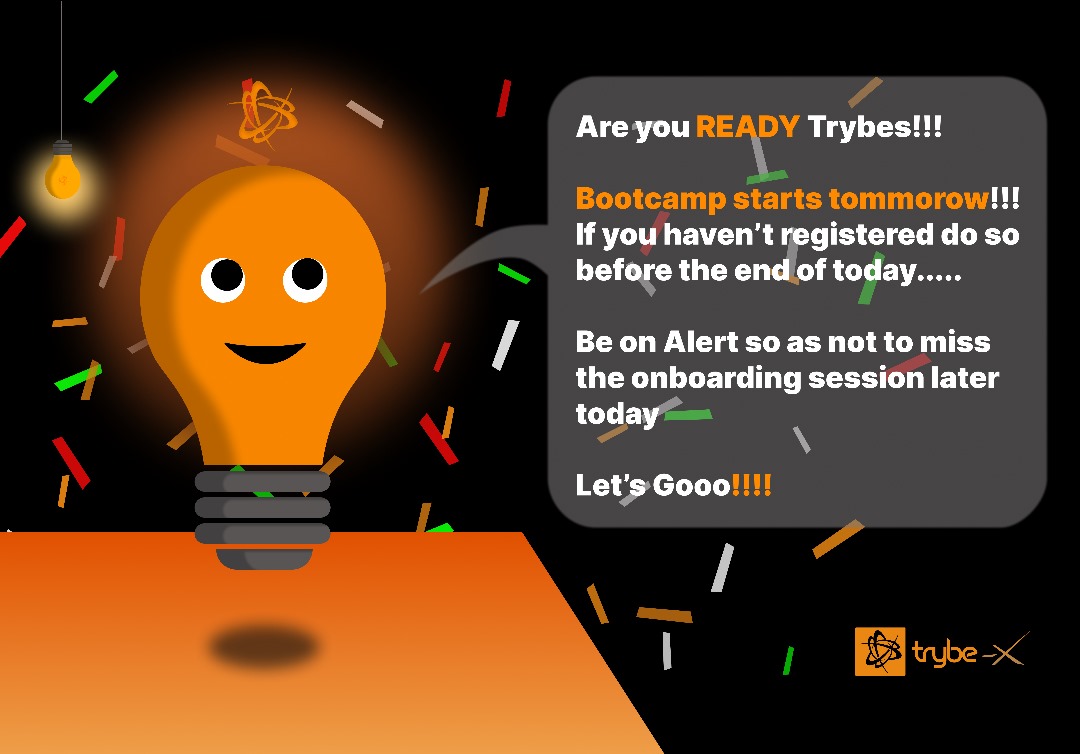 Are you READY Trybes!!!
Bootcamp starts tommorow!!!
If you haven't registered do so
before the end of today.....
Be on Alert so as not to miss
the onboarding session later
today
Let's Gooo!!!!
trybe -X